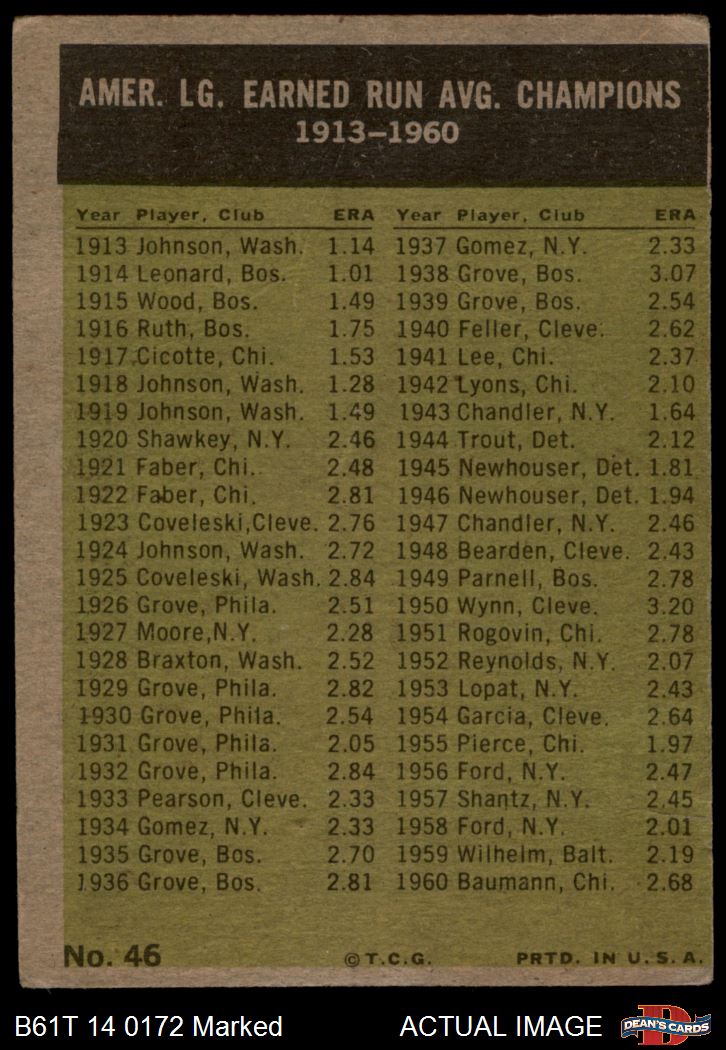 AMER. LG. EARNED RUN AVG. CHAMPIONS
1913–1960
Year Player, Club ERA
1913 Johnson, Wash. 1.14
1914 Leonard, Bos. 1.01
1915 Wood, Bos. 1.49
1916 Ruth, Bos. 1.75
1917 Cicotte, Chi. 1.53
1918 Johnson, Wash. 1.28
1919 Johnson, Wash. 1.49
1920 Shawkey, N.Y. 2.46
1921 Faber, Chi. 2.48
1922 Faber, Chi. 2.81
1923 Coveleski,Cleve. 2.76
1924 Johnson, Wash. 2.72
1925 Coveleski, Wash. 2.84
1926 Grove, Phila. 2.51
1927 Moore,N.Y. 2.28
1928 Braxton, Wash. 2.52
1929 Grove, Phila. 2.82
1930 Grove, Phila. 2.54
1931 Grove, Phila. 2.05
1932 Grove, Phila. 2.84
1933 Pearson, Cleve. 2.33
1934 Gomez, N.Y. 2.33
1935 Grove, Bos. 2.70
1936 Grove, Bos. 2.81
Year Player, Club ERA
1937 Gomez, N.Y. 2.33
1938 Grove, Bos. 3.07
1939 Grove, Bos. 2.54
1940 Feller, Cleve. 2.62
1941 Lee, Chi. 2.37
1942 Lyons, Chi. 2.10
1943 Chandler, N.Y. 1.64
1944 Trout, Det. 2.12
1945 Newhouser, Det. 1.81
1946 Newhouser, Det. 1.94
1947 Chandler, N.Y. 2.46
1948 Bearden, Cleve. 2.43
1949 Parnell, Bos. 2.78
1950 Wynn, Cleve. 3.20
1951 Rogovin, Chi. 2.78
1952 Reynolds, N.Y. 2.07
1953 Lopat, N.Y. 2.43
1954 Garcia, Cleve. 2.64
1955 Pierce, Chi. 1.97
1956 Ford, N.Y. 2.47
1957 Shantz, N.Y. 2.45
1958 Ford, N.Y. 2.01
1959 Wilhelm, Balt. 2.19
1960 Baumann, Chi. 2.68
No. 46 © T.C.G. PRTD. IN U.S.A.
B61T 14 0172 Marked ACTUAL IMAGE
D
DEAN'S CARDS